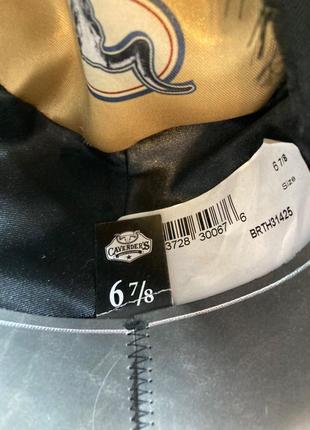 CAVENDER'S
6 7/8
3728 30067 6
6 7/8
Size
BRTH31425